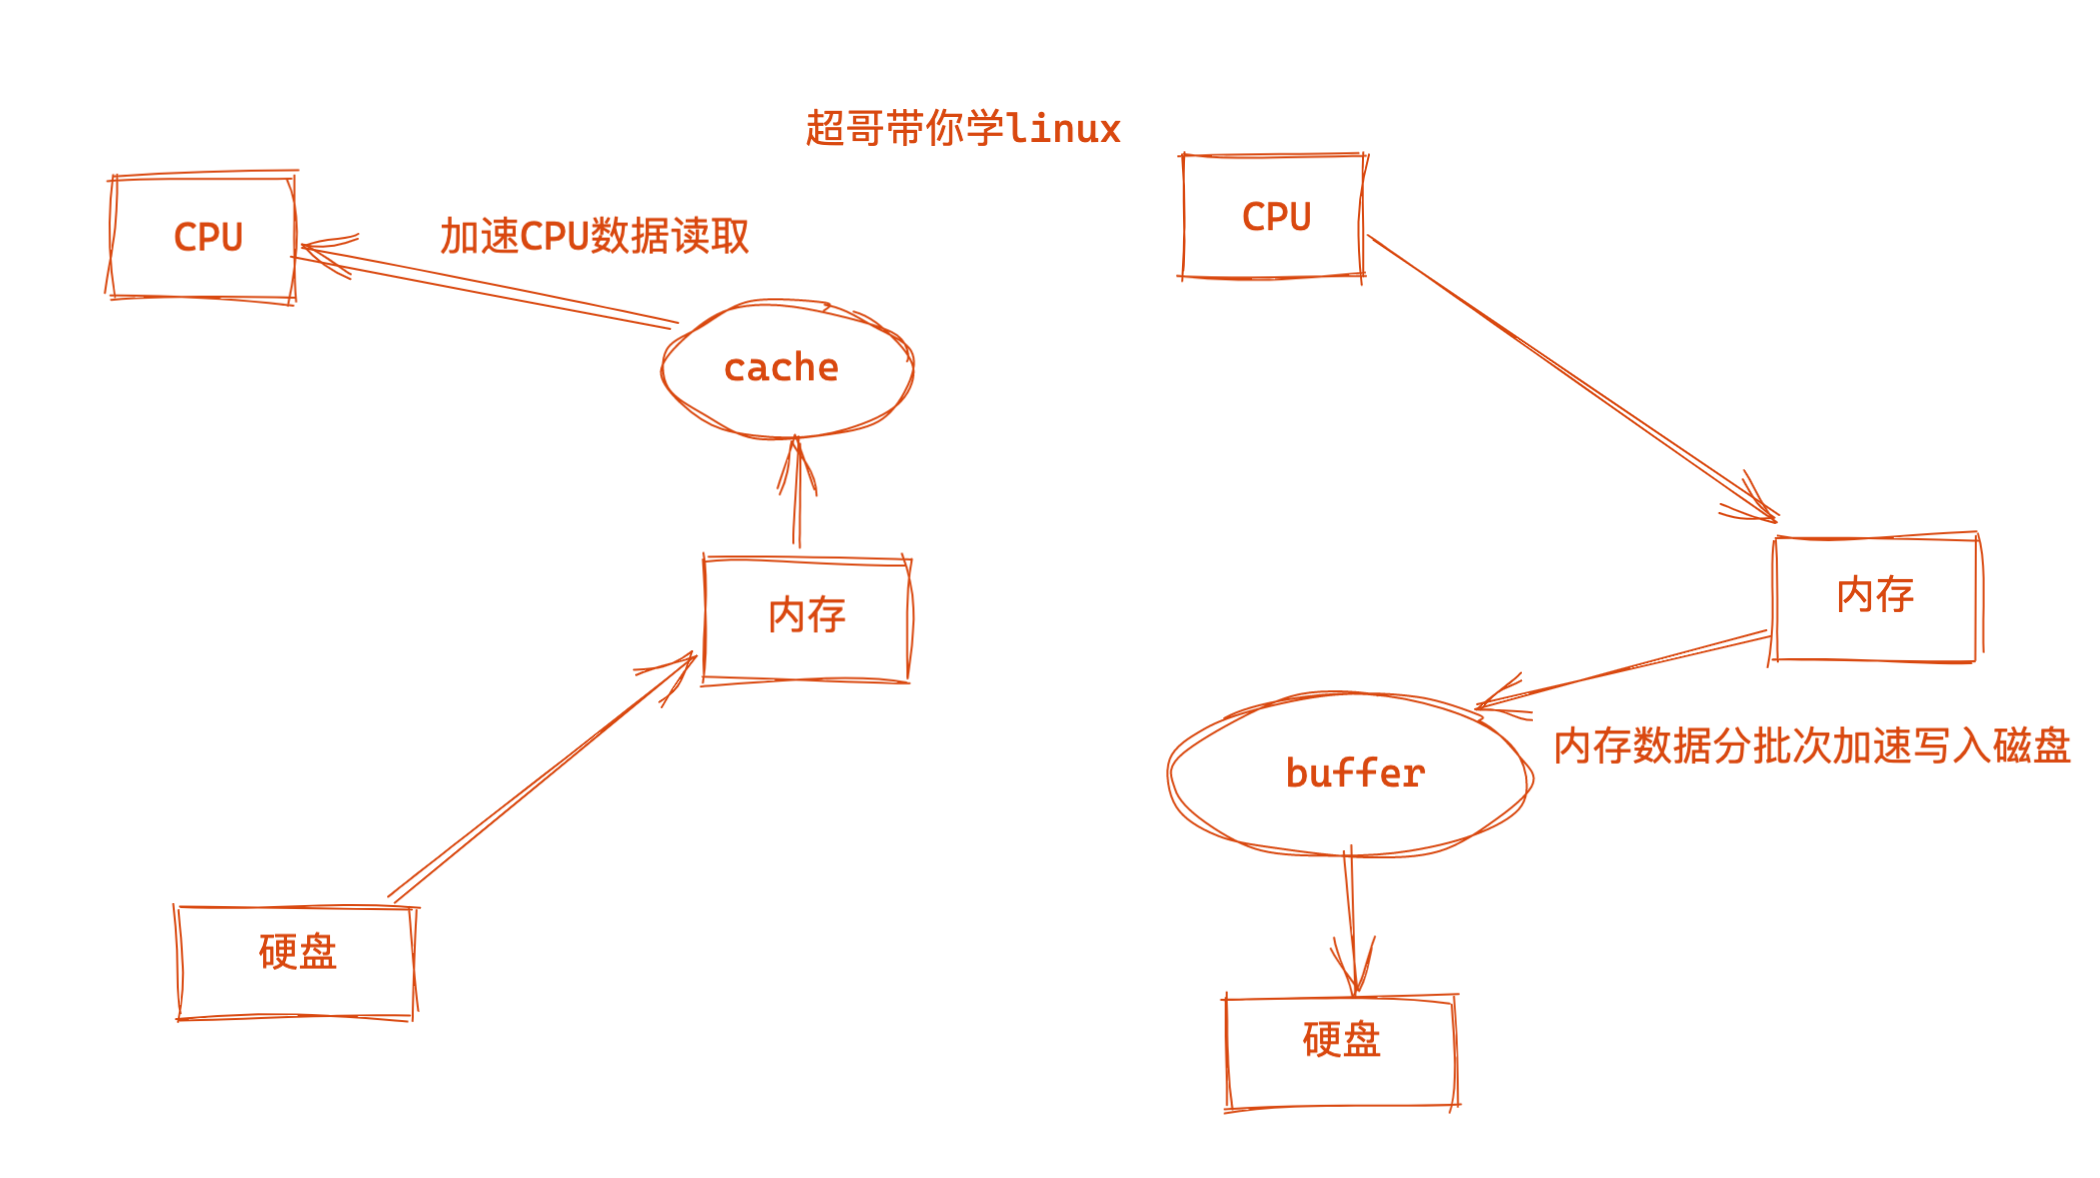 超哥带你学linux
CPU
加速CPU数据读取
cache
内存
硬盘
CPU
内存
buffer
内存数据分批次加速写入磁盘
硬盘